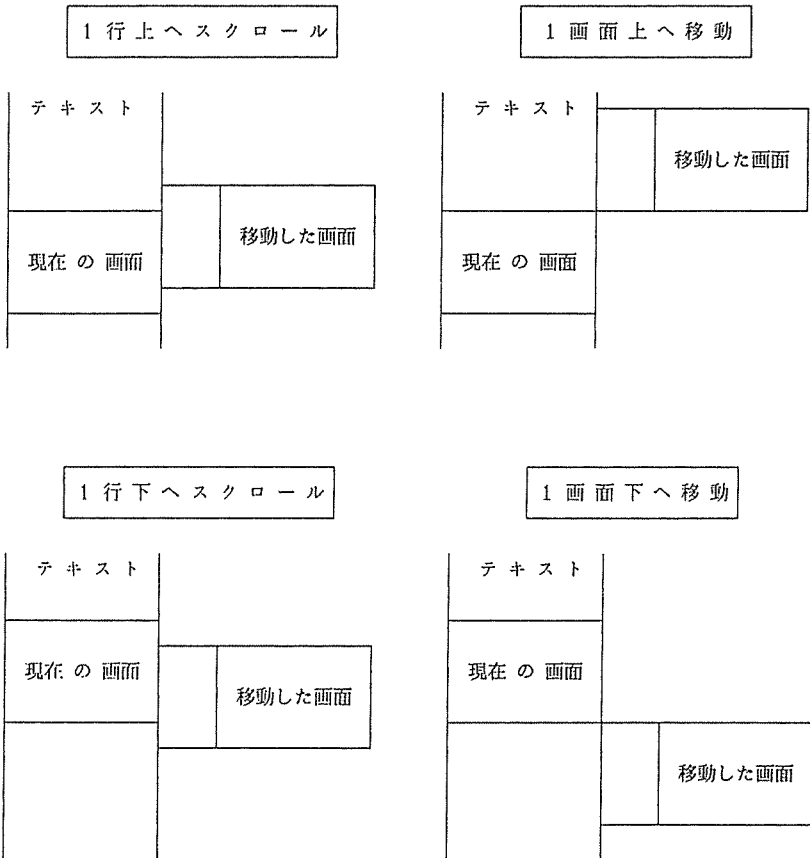 1行上へスクロール
1画面上へ移動
テキスト
テキスト
移動した画面
移動した画面
現在の画面
現在の画面
1行下へスクロール
1画面下へ移動
テキスト
テキスト
現在の画面
現在の画面
移動した画面
移動した画面